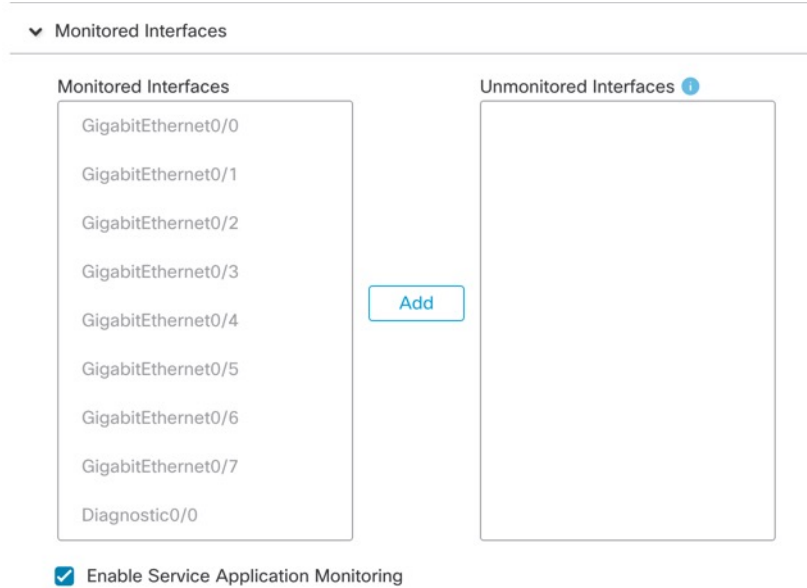 Monitored Interfaces
Monitored Interfaces
Unmonitored Interfaces
GigabitEthernet0/0
GigabitEthernet0/1
GigabitEthernet0/2
GigabitEthernet0/3
GigabitEthernet0/4
GigabitEthernet0/5
GigabitEthernet0/6
GigabitEthernet0/7
Diagnostic0/0
Add
Enable Service Application Monitoring